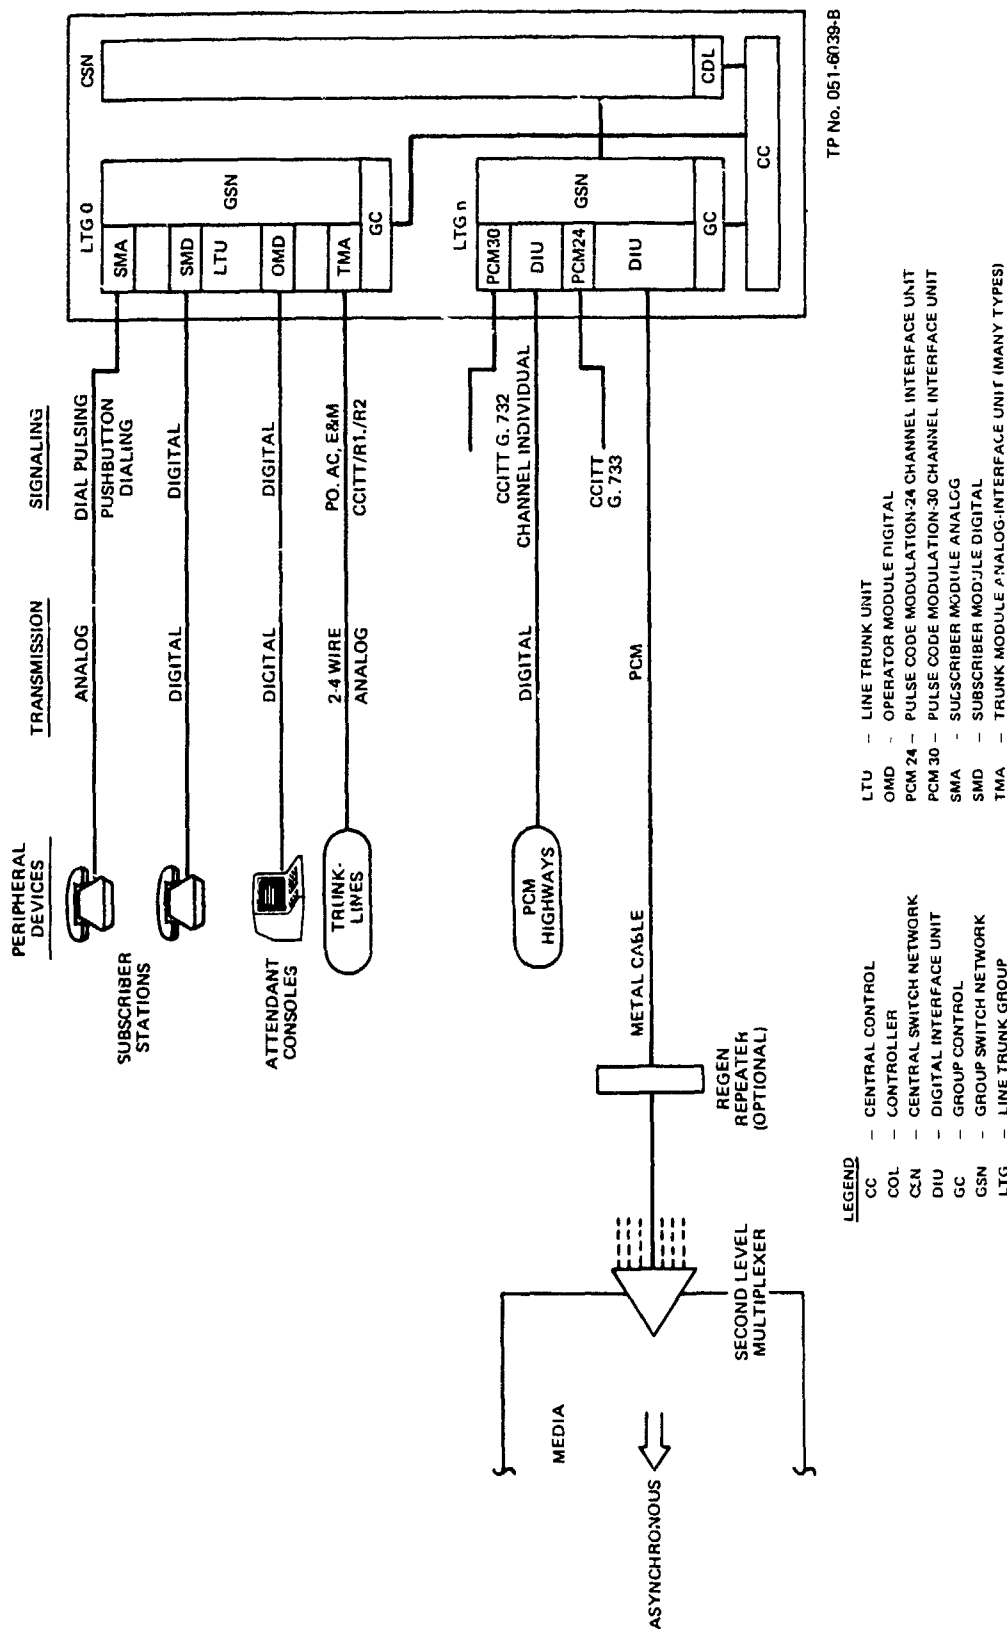 PERIPHERAL
DEVICES
TRANSMISSION
SIGNALING
SUBSCRIBER
STATIONS
ANALOG
DIAL PULSING
PUSHBUTTON
DIALING
DIGITAL
DIGITAL
ATTENDANT
CONSOLES
DIGITAL
DIGITAL
TRUNK-
LINES
2-4 WIRE
ANALOG
PO. AC, E&M
CCITT/R1./R2
LTG 0
SMA
SMD
LTU
OMD
TMA
GSN
GC
CSN
CDL
CC
LTG n
PCM30
DIU
PCM24
DIU
GSN
GC
PCM
HIGHWAYS
DIGITAL
CCITT G. 732
CHANNEL INDIVIDUAL
CCITT
G. 733
METAL CABLE
PCM
REGEN
REPEATER
(OPTIONAL)
SECOND LEVEL
MULTIPLEXER
MEDIA
ASYNCHRONOUS
TP No. 051-6039-B
LEGEND
CC – CENTRAL CONTROL
COL – CONTROLLER
CSN – CENTRAL SWITCH NETWORK
DIU – DIGITAL INTERFACE UNIT
GC – GROUP CONTROL
GSN – GROUP SWITCH NETWORK
LTG – LINE TRUNK GROUP
LTU – LINE TRUNK UNIT
OMD - OPERATOR MODULE DIGITAL
PCM 24 – PULSE CODE MODULATION-24 CHANNEL INTERFACE UNIT
PCM 30 – PULSE CODE MODULATION-30 CHANNEL INTERFACE UNIT
SMA - SUBSCRIBER MODULE ANALOG
SMD - SUBSCRIBER MODULE DIGITAL
TMA – TRUNK MODULE ANALOG-INTERFACE UNIT (MANY TYPES)